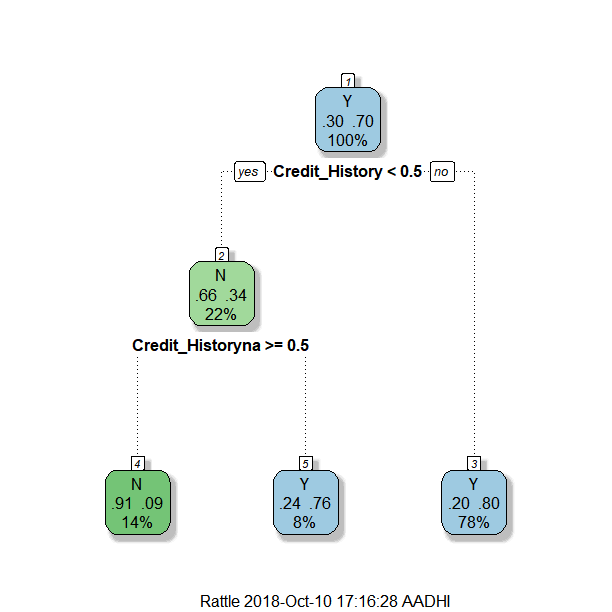 1
Y
.30 .70
100%
yes Credit_History < 0.5 no
2
N
.66 .34
22%
Credit_Historyna >= 0.5
4
N
.91 .09
14%
5
Y
.24 .76
8%
3
Y
.20 .80
78%
Rattle 2018-Oct-10 17:16:28 AADHI